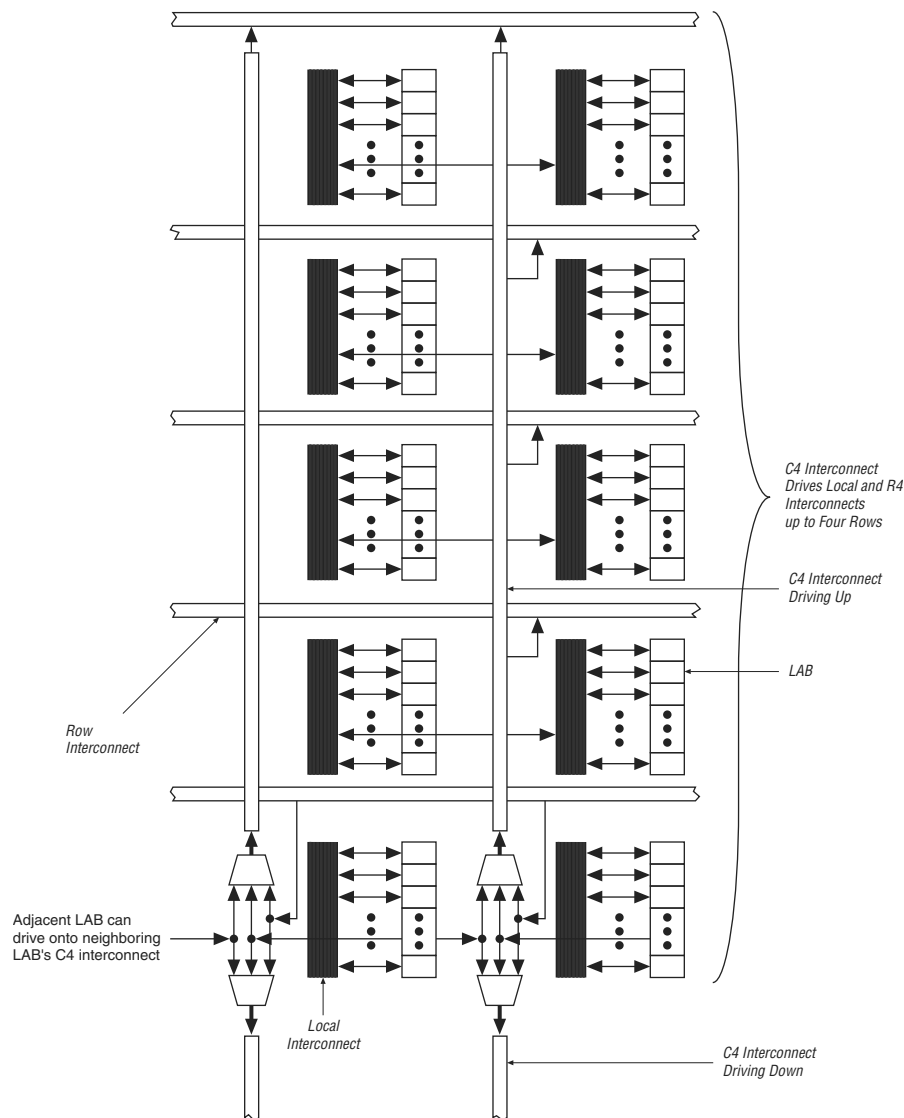 C4 Interconnect
Drives Local and R4
Interconnects
up to Four Rows
C4 Interconnect
Driving Up
LAB
Row
Interconnect
Adjacent LAB can
drive onto neighboring
LAB's C4 interconnect
Local
Interconnect
C4 Interconnect
Driving Down